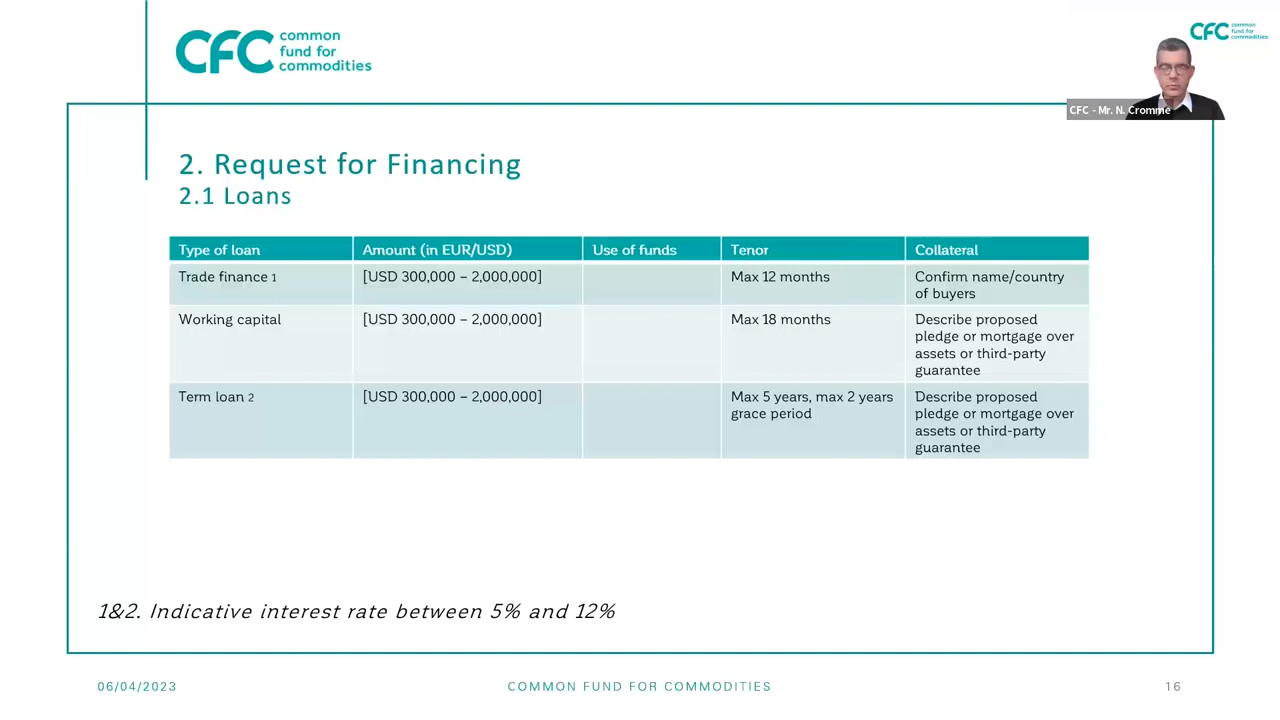 CFC common
fund for
commodities
CFC common
fund for
commodities
CFC - Mr. N. Cromme
2. Request for Financing
2.1 Loans
Type of loan Amount (in EUR/USD) Use of funds Tenor Collateral
Trade finance 1 [USD 300,000 – 2,000,000] Max 12 months Confirm name/country
of buyers
Working capital [USD 300,000 – 2,000,000] Max 18 months Describe proposed
pledge or mortgage over
assets or third-party
guarantee
Term loan 2 [USD 300,000 – 2,000,000] Max 5 years, max 2 years Describe proposed
grace period pledge or mortgage over
assets or third-party
guarantee
1&2. Indicative interest rate between 5% and 12%
06/04/2023 COMMON FUND FOR COMMODITIES 16